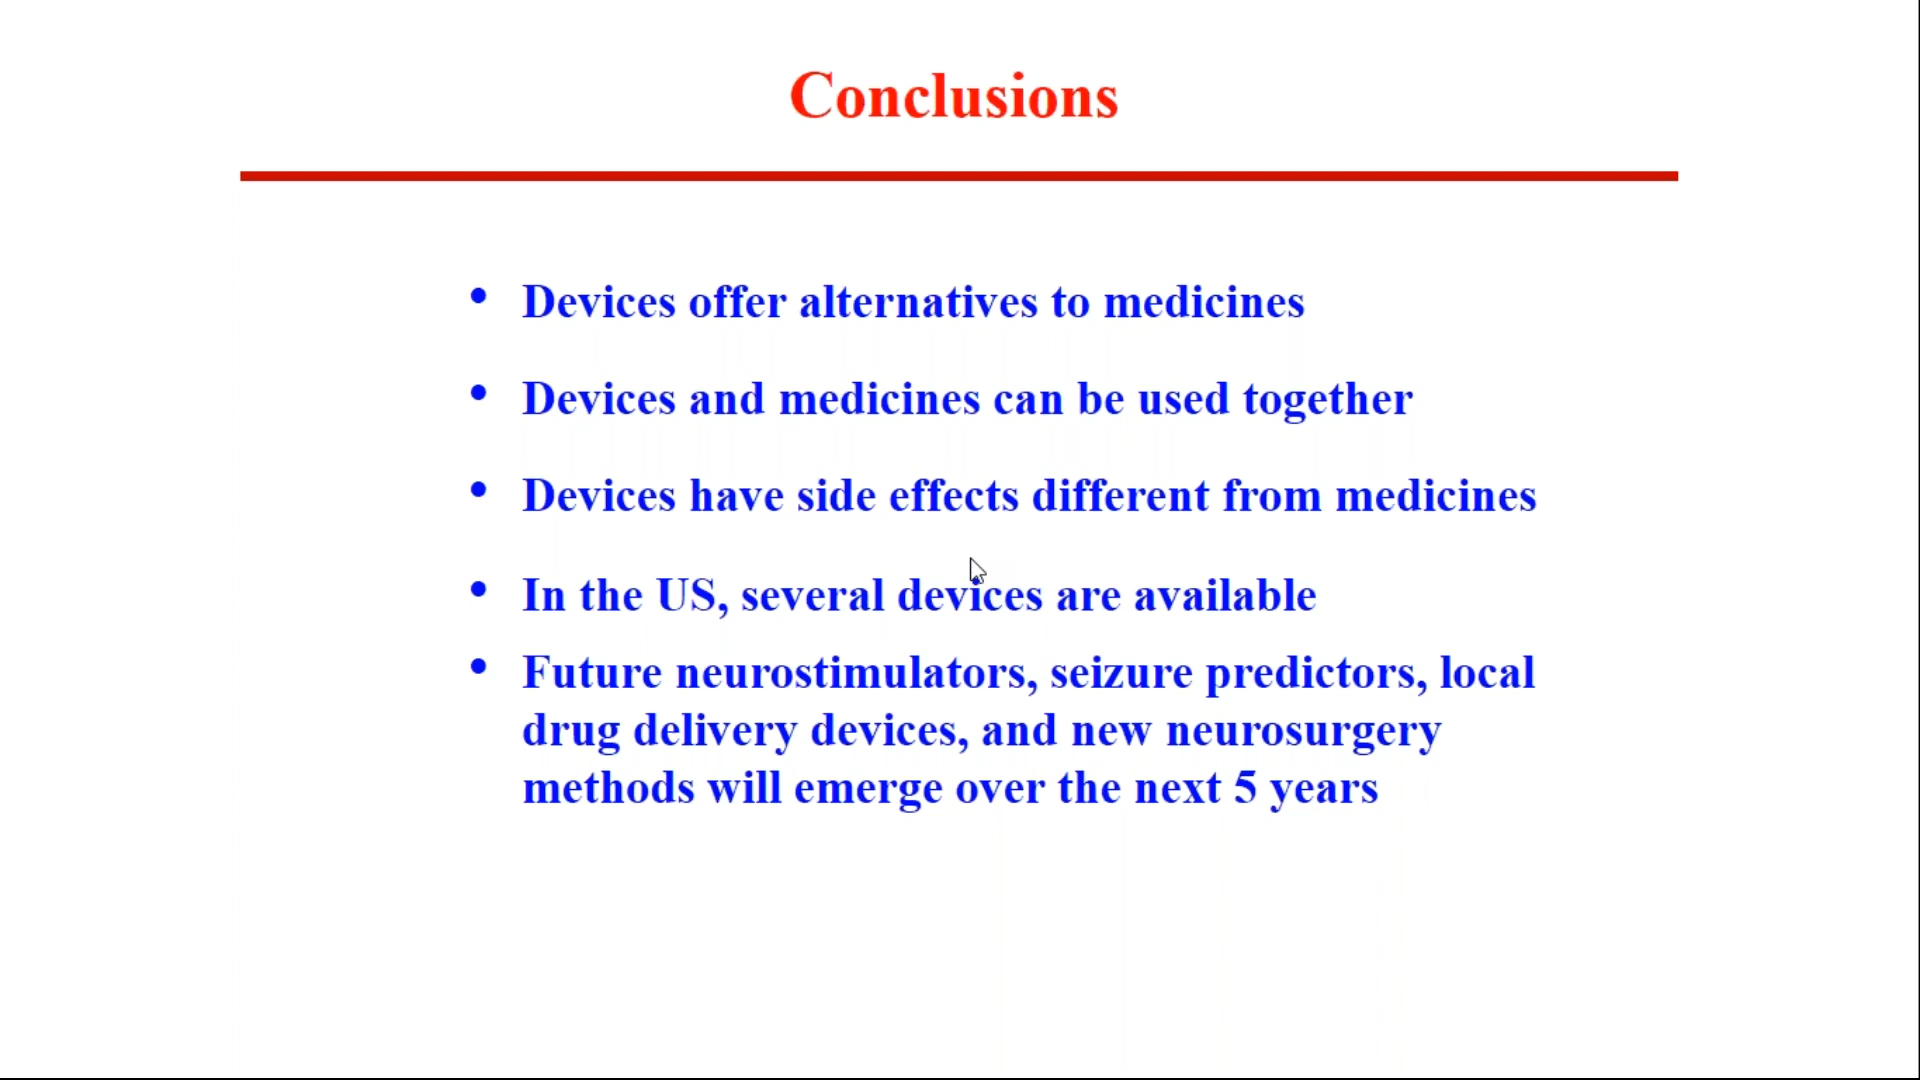 Conclusions
• Devices offer alternatives to medicines
• Devices and medicines can be used together
• Devices have side effects different from medicines
• In the US, several devices are available
• Future neurostimulators, seizure predictors, local
drug delivery devices, and new neurosurgery
methods will emerge over the next 5 years